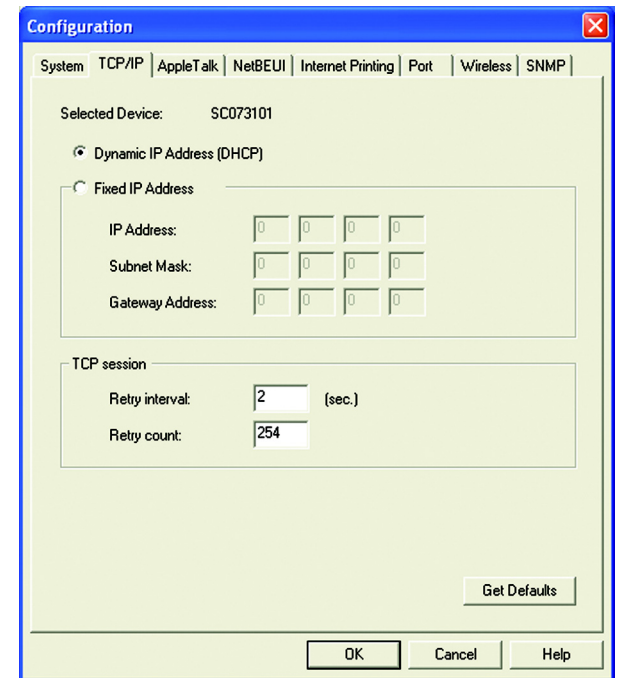 Configuration
System TCP/IP AppleTalk NetBEUI Internet Printing Port Wireless SNMP
Selected Device: SC073101
Dynamic IP Address (DHCP)
Fixed IP Address
IP Address: 0 0 0 0
Subnet Mask: 0 0 0 0
Gateway Address: 0 0 0 0
TCP session
Retry interval: 2 (sec.)
Retry count: 254
Get Defaults
OK Cancel Help